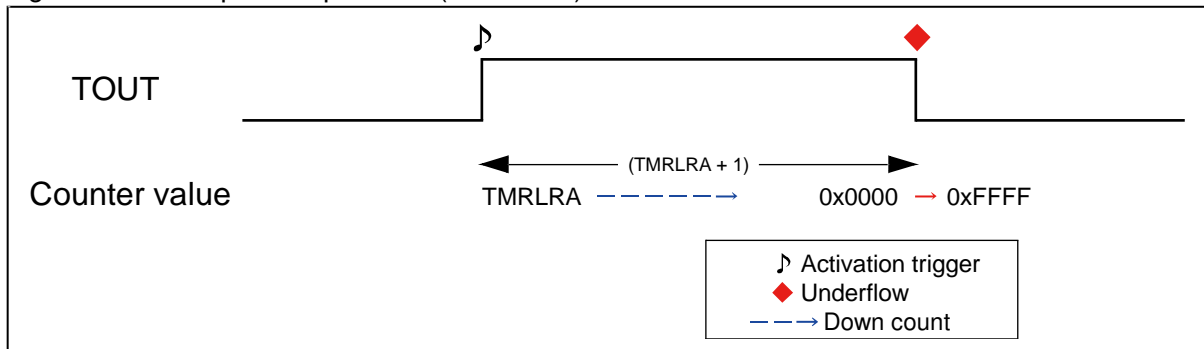 TOUT
(TMRLRA + 1)
Counter value TMRLRA 0x0000 → 0xFFFF
Activation trigger
Underflow
Down count